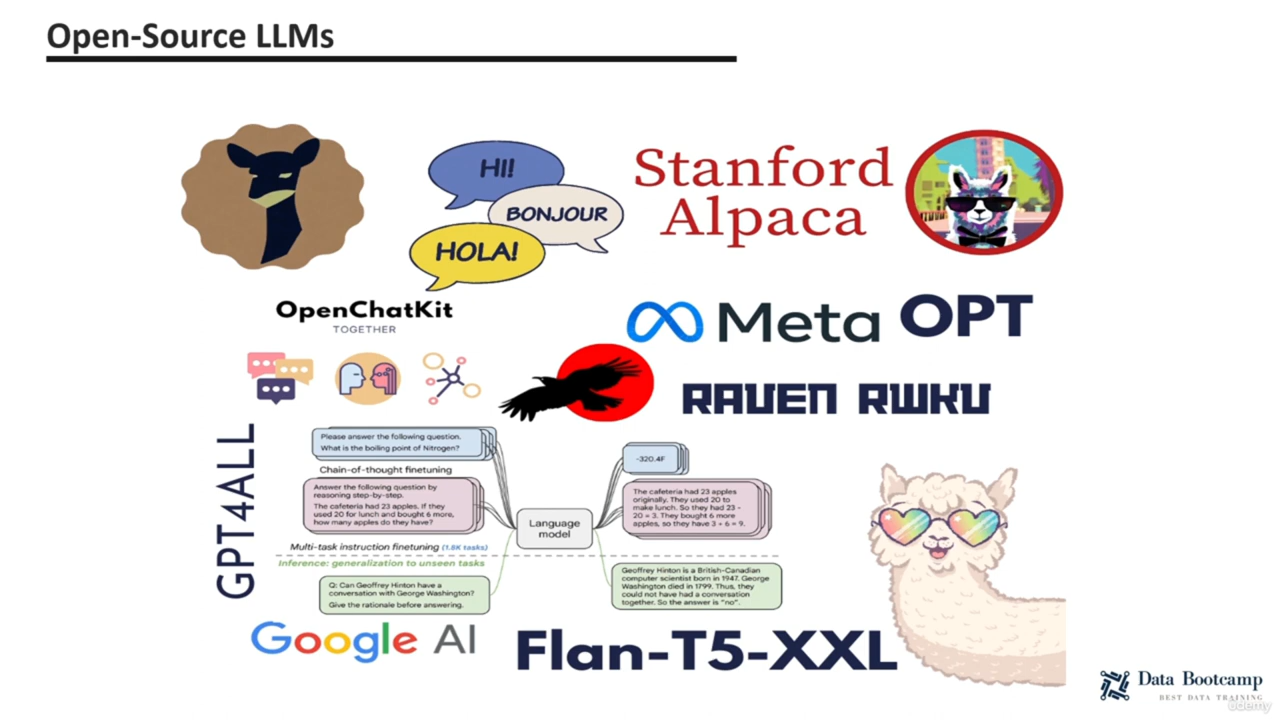 Open-Source LLMs
HI!
BONJOUR
HOLA!
Stanford
Alpaca
OpenChatKit
TOGETHER
Meta OPT
RAVEN RWKV
GPT4ALL
Please answer the following question.
What is the boiling point of Nitrogen?
Chain-of-thought finetuning
Answer the following question by
reasoning step-by-step.
The cafeteria had 23 apples. If they
used 20 for lunch and bought 6 more,
how many apples do they have?
Multi-task instruction finetuning (1.8K tasks)
Inference: generalization to unseen tasks
Q: Can Geoffrey Hinton have a
conversation with George Washington?
Give the rationale before answering.
Language
model
-320.4F
The cafeteria had 23 apples
originally. They used 20 to
make lunch. So they had 23 -
20 = 3. They bought 6 more
apples, so they have 3 + 6 = 9.
Geoffrey Hinton is a British-Canadian
computer scientist born in 1947. George
Washington died in 1799. Thus, they
could not have had a conversation
together. So the answer is "no".
Google AI
Flan-T5-XXL
Data Bootcamp
BEST DATA TRAINING
udemy